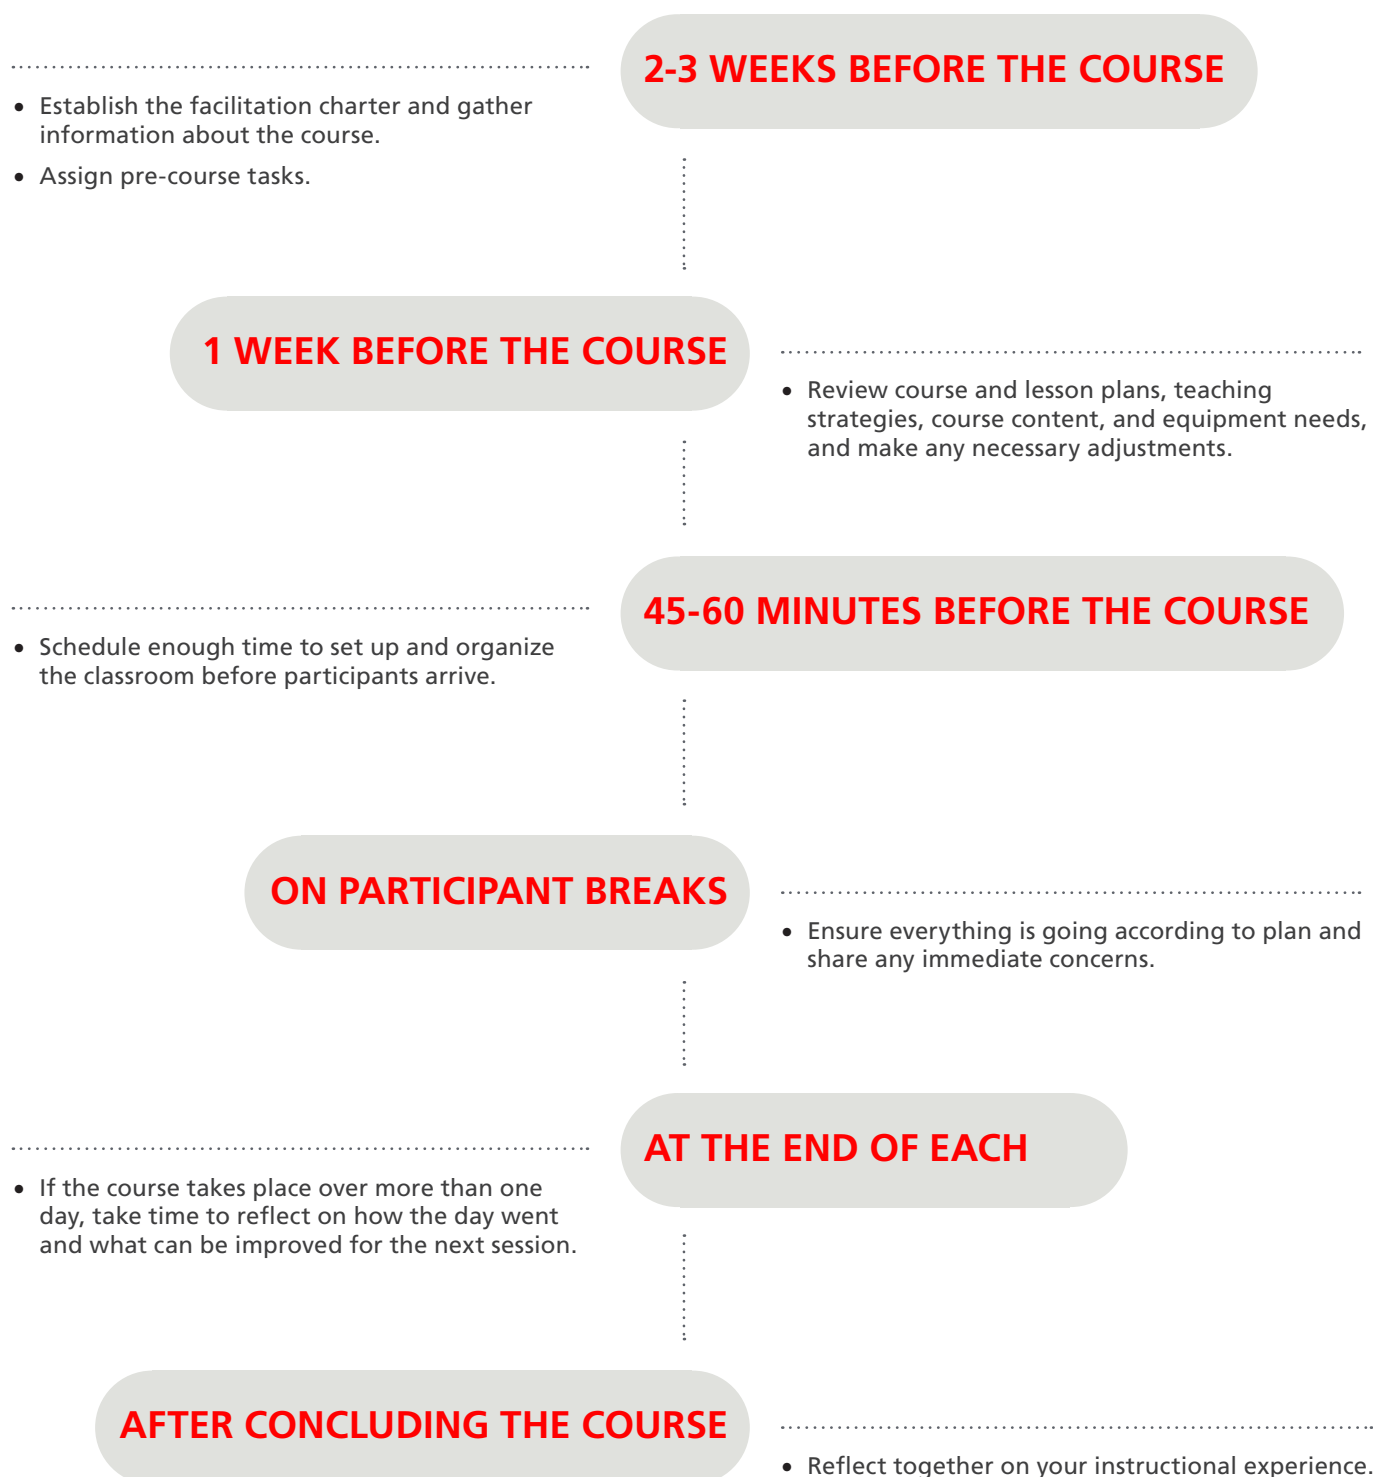 2-3 WEEKS BEFORE THE COURSE
• Establish the facilitation charter and gather
information about the course.
• Assign pre-course tasks.
1 WEEK BEFORE THE COURSE
• Review course and lesson plans, teaching
strategies, course content, and equipment needs,
and make any necessary adjustments.
45-60 MINUTES BEFORE THE COURSE
• Schedule enough time to set up and organize
the classroom before participants arrive.
ON PARTICIPANT BREAKS
• Ensure everything is going according to plan and
share any immediate concerns.
AT THE END OF EACH
• If the course takes place over more than one
day, take time to reflect on how the day went
and what can be improved for the next session.
AFTER CONCLUDING THE COURSE
• Reflect together on your instructional experience.